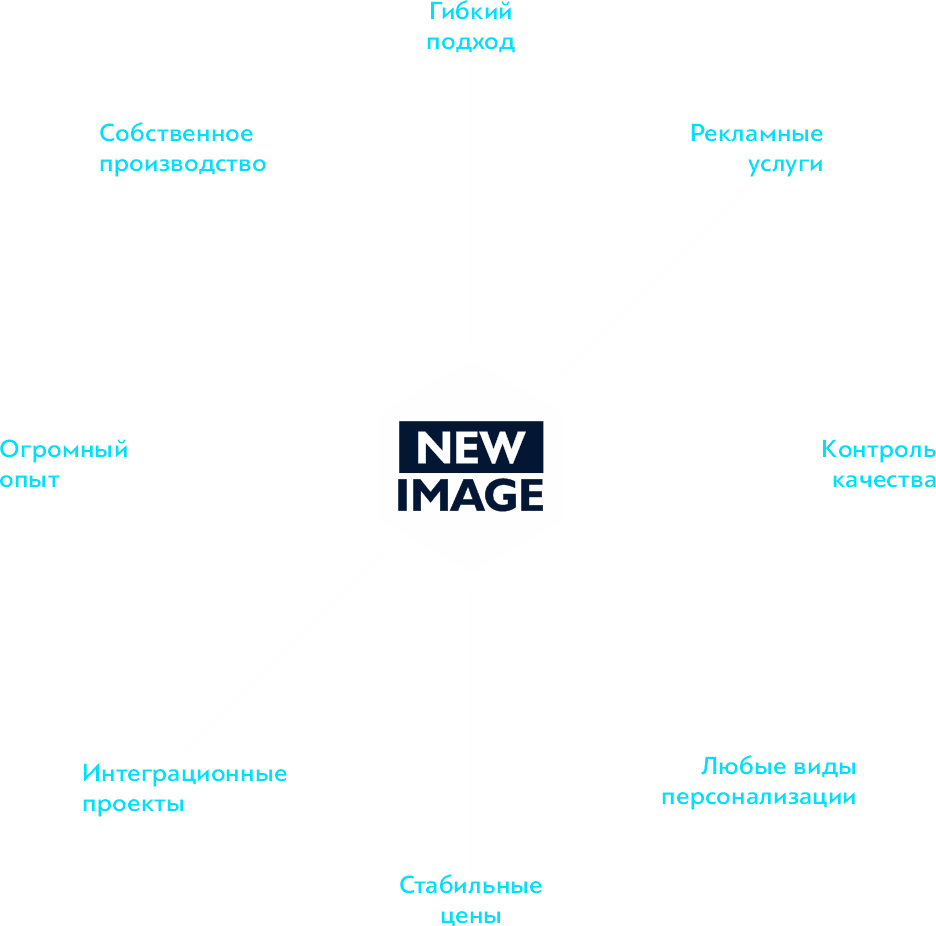 Гибкий
подход
Собственное
производство
Рекламные
услуги
Огромный
опыт
NEW
IMAGE
Контроль
качества
Интеграционные
проекты
Любые виды
персонализации
Стабильные
цены